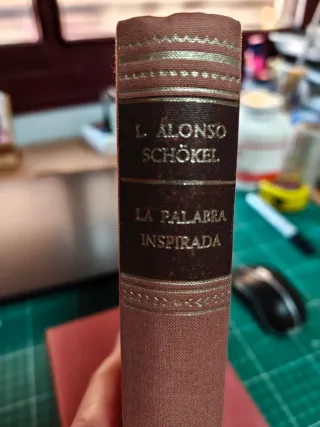 L. ALONSO
SCHÖKEL
LA PALABRA
INSPIRADA